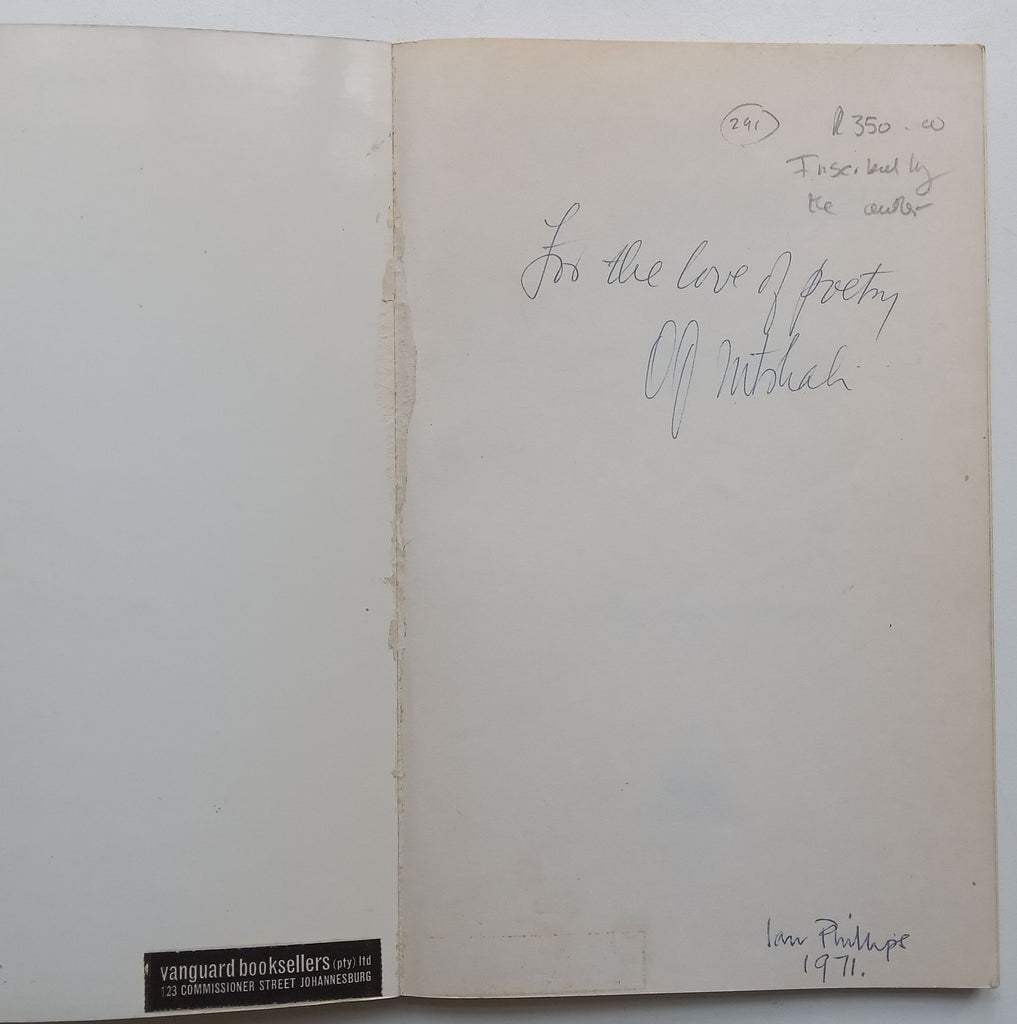 291
R350.00
Inscribed by
the author
For the love of poetry
OJ Mtshali
Ian Phillips
1971.
vanguard booksellers (pty) ltd
123 COMMISSIONER STREET JOHANNESBURG